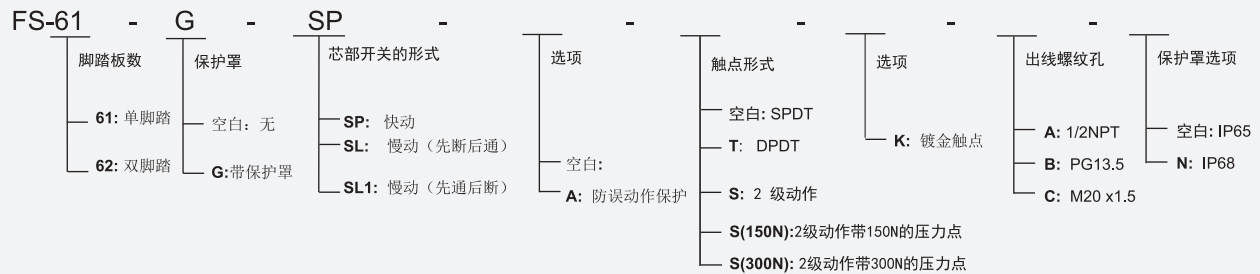 FS-61 - G - SP - - - - -
脚踏板数
61: 单脚踏
62: 双脚踏
保护罩
空白：无
G:带保护罩
芯部开关的形式
SP: 快动
SL: 慢动（先断后通）
SL1: 慢动（先通后断）
选项
空白:
A: 防误动作保护
触点形式
空白: SPDT
T: DPDT
S: 2 级动作
S(150N):2级动作带150N的压力点
S(300N): 2级动作带300N的压力点
选项
K: 镀金触点
出线螺纹孔
A: 1/2NPT
B: PG13.5
C: M20 x1.5
保护罩选项
空白: IP65
N: IP68